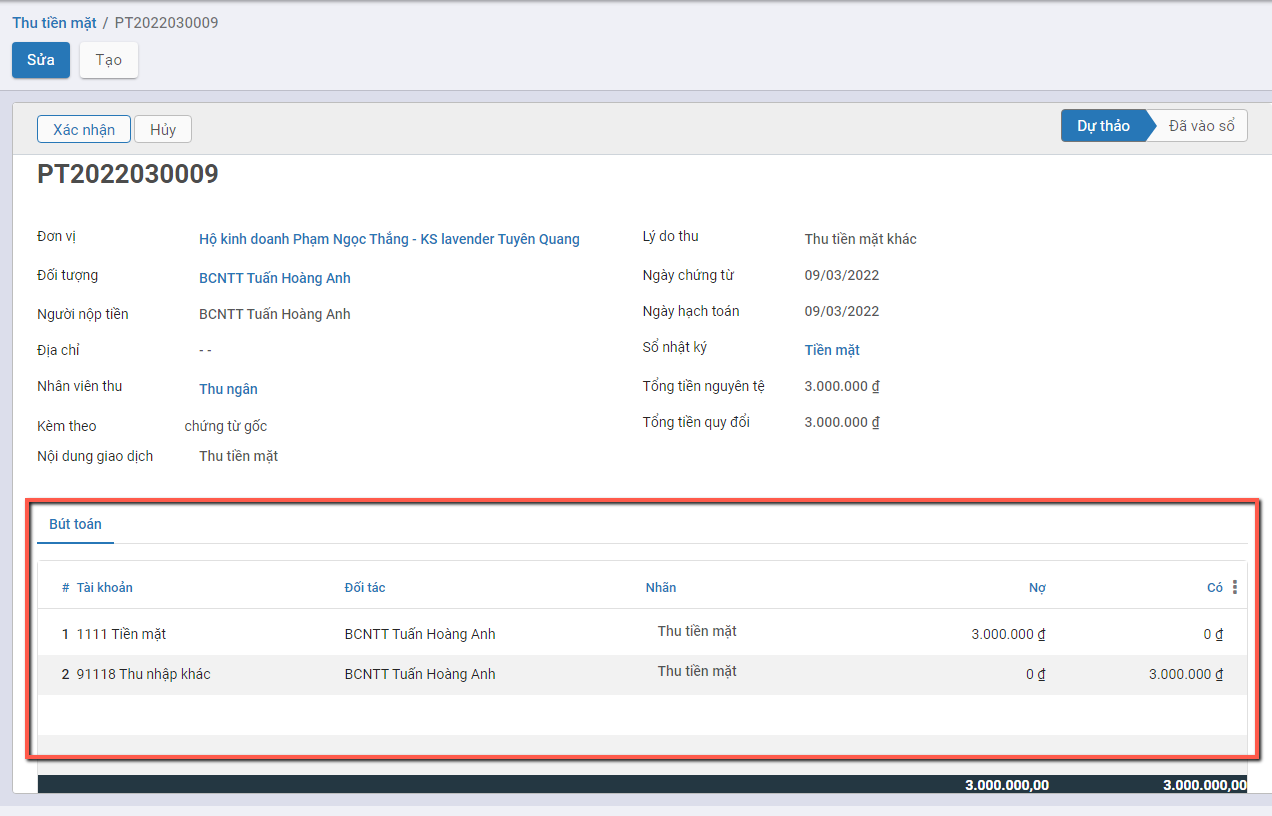 Thu tiền mặt / PT2022030009
Sửa Tạo
Xác nhận Hủy Dự thảo Đã vào sổ
PT2022030009
Đơn vị Hộ kinh doanh Phạm Ngọc Thắng - KS lavender Tuyên Quang
Đối tượng BCNTT Tuấn Hoàng Anh
Người nộp tiền BCNTT Tuấn Hoàng Anh
Địa chỉ - -
Nhân viên thu Thu ngân
Kèm theo chứng từ gốc
Nội dung giao dịch Thu tiền mặt
Lý do thu Thu tiền mặt khác
Ngày chứng từ 09/03/2022
Ngày hạch toán 09/03/2022
Sổ nhật ký Tiền mặt
Tổng tiền nguyên tệ 3.000.000 ₫
Tổng tiền quy đổi 3.000.000 ₫
Bút toán
# Tài khoản Đối tác Nhãn Nợ Có
1 1111 Tiền mặt BCNTT Tuấn Hoàng Anh Thu tiền mặt 3.000.000 ₫ 0 ₫
2 91118 Thu nhập khác BCNTT Tuấn Hoàng Anh Thu tiền mặt 0 ₫ 3.000.000 ₫
3.000.000,00 3.000.000,00